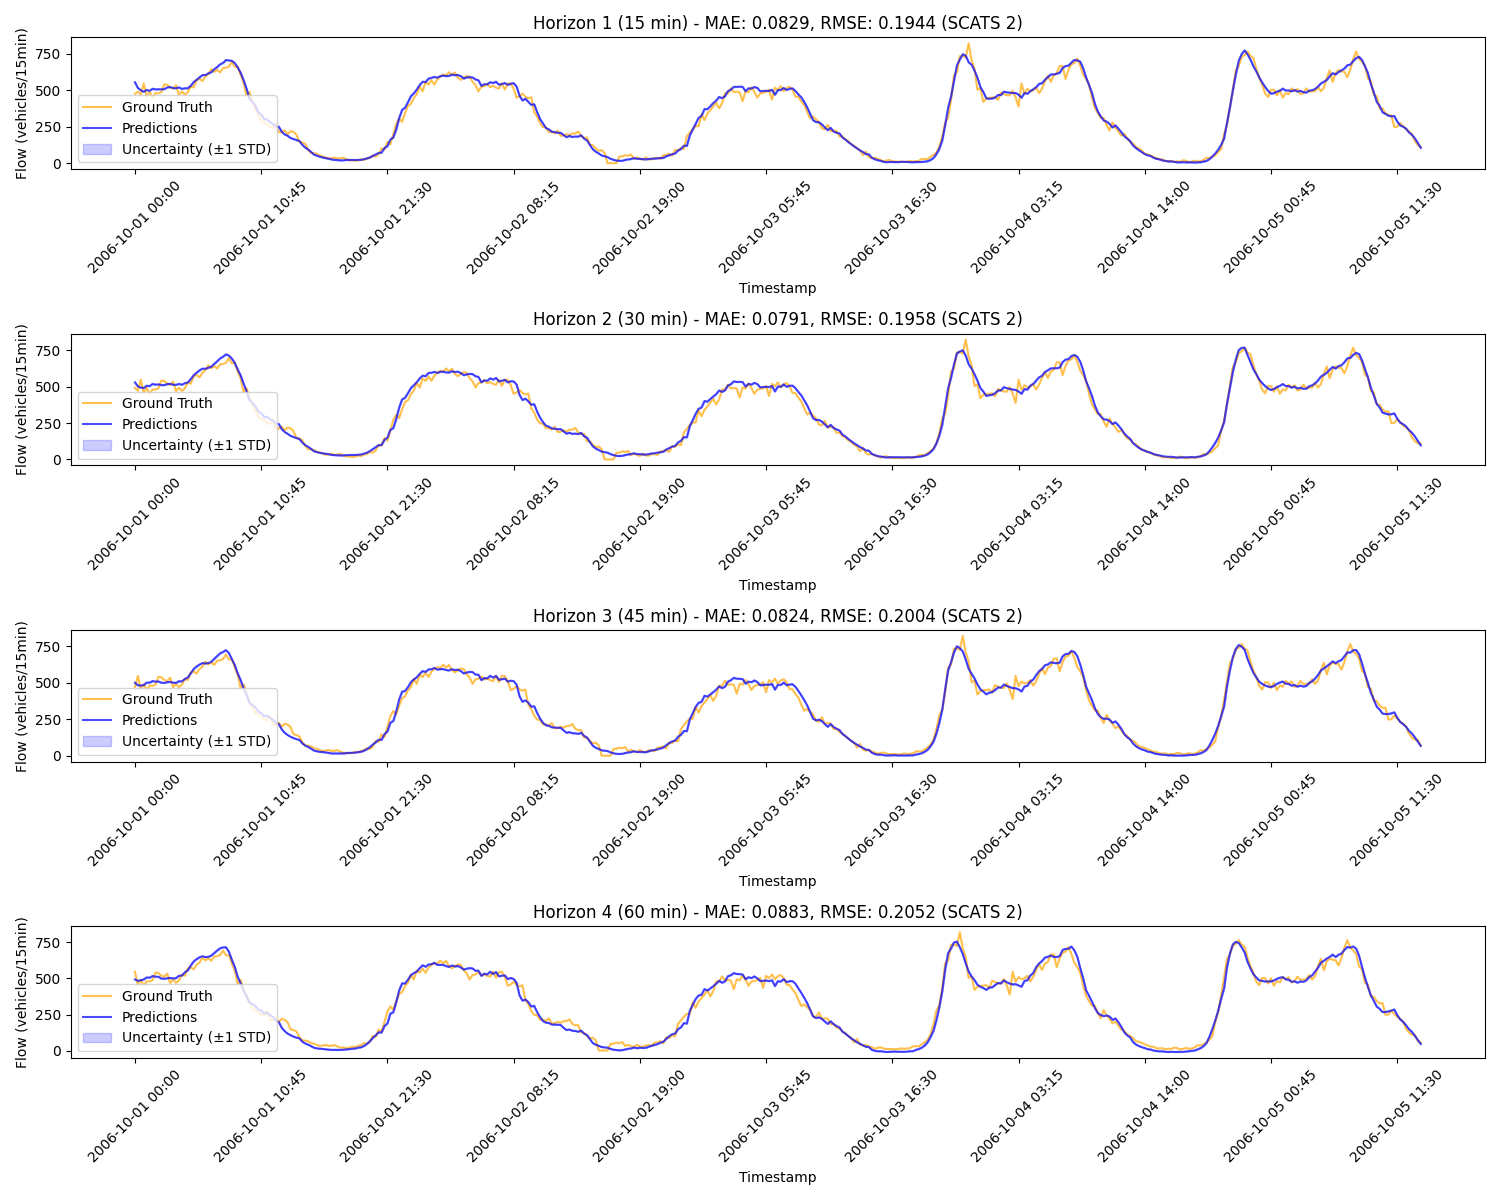 Horizon 1 (15 min) - MAE: 0.0829, RMSE: 0.1944 (SCATS 2)
Flow (vehicles/15min)
750
500
250
0
Ground Truth
Predictions
Uncertainty (±1 STD)
2006-10-01 00:00
2006-10-01 10:45
2006-10-01 21:30
2006-10-02 08:15
2006-10-02 19:00
2006-10-03 05:45
2006-10-03 16:30
2006-10-04 03:15
2006-10-04 14:00
2006-10-05 00:45
2006-10-05 11:30
Timestamp
Horizon 2 (30 min) - MAE: 0.0791, RMSE: 0.1958 (SCATS 2)
Flow (vehicles/15min)
750
500
250
0
Ground Truth
Predictions
Uncertainty (±1 STD)
2006-10-01 00:00
2006-10-01 10:45
2006-10-01 21:30
2006-10-02 08:15
2006-10-02 19:00
2006-10-03 05:45
2006-10-03 16:30
2006-10-04 03:15
2006-10-04 14:00
2006-10-05 00:45
2006-10-05 11:30
Timestamp
Horizon 3 (45 min) - MAE: 0.0824, RMSE: 0.2004 (SCATS 2)
Flow (vehicles/15min)
750
500
250
0
Ground Truth
Predictions
Uncertainty (±1 STD)
2006-10-01 00:00
2006-10-01 10:45
2006-10-01 21:30
2006-10-02 08:15
2006-10-02 19:00
2006-10-03 05:45
2006-10-03 16:30
2006-10-04 03:15
2006-10-04 14:00
2006-10-05 00:45
2006-10-05 11:30
Timestamp
Horizon 4 (60 min) - MAE: 0.0883, RMSE: 0.2052 (SCATS 2)
Flow (vehicles/15min)
750
500
250
0
Ground Truth
Predictions
Uncertainty (±1 STD)
2006-10-01 00:00
2006-10-01 10:45
2006-10-01 21:30
2006-10-02 08:15
2006-10-02 19:00
2006-10-03 05:45
2006-10-03 16:30
2006-10-04 03:15
2006-10-04 14:00
2006-10-05 00:45
2006-10-05 11:30
Timestamp